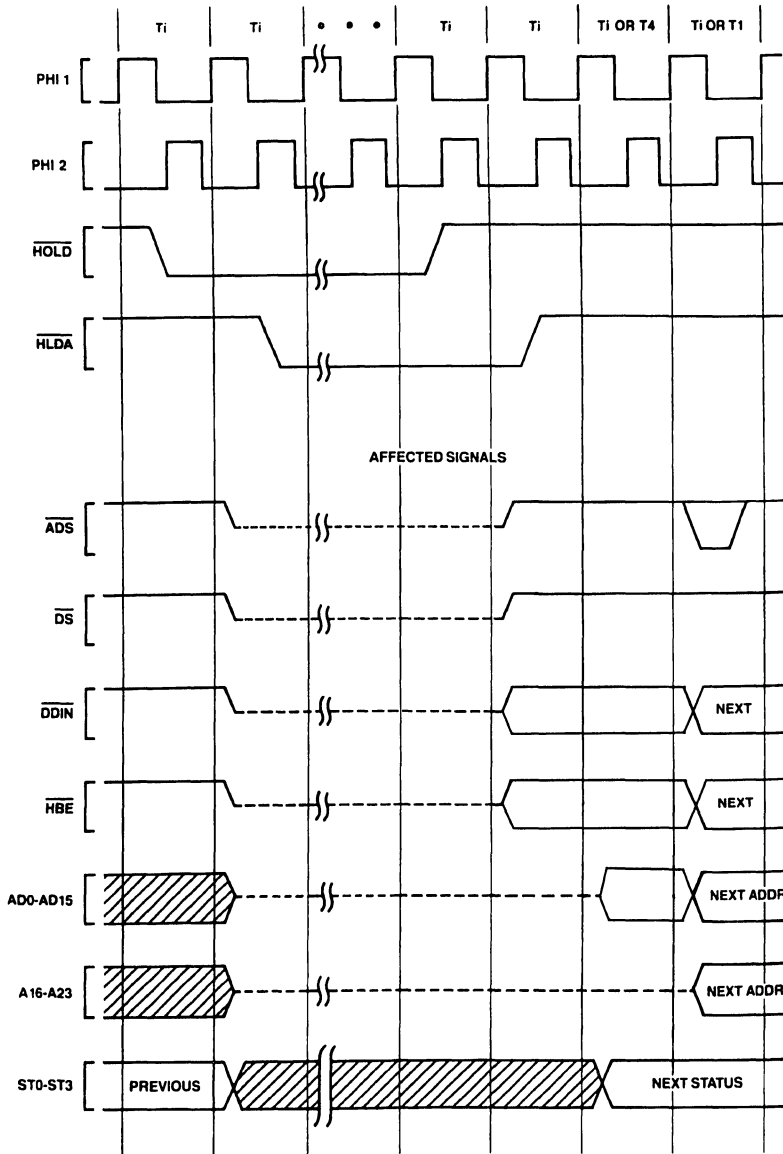 Ti Ti • • • Ti Ti Ti OR T4 Ti OR T1
PHI 1
PHI 2
HOLD
HLDA
AFFECTED SIGNALS
ADS
DS
DDIN NEXT
HBE NEXT
AD0-AD15 NEXT ADDR
A16-A23 NEXT ADDR
ST0-ST3 PREVIOUS NEXT STATUS